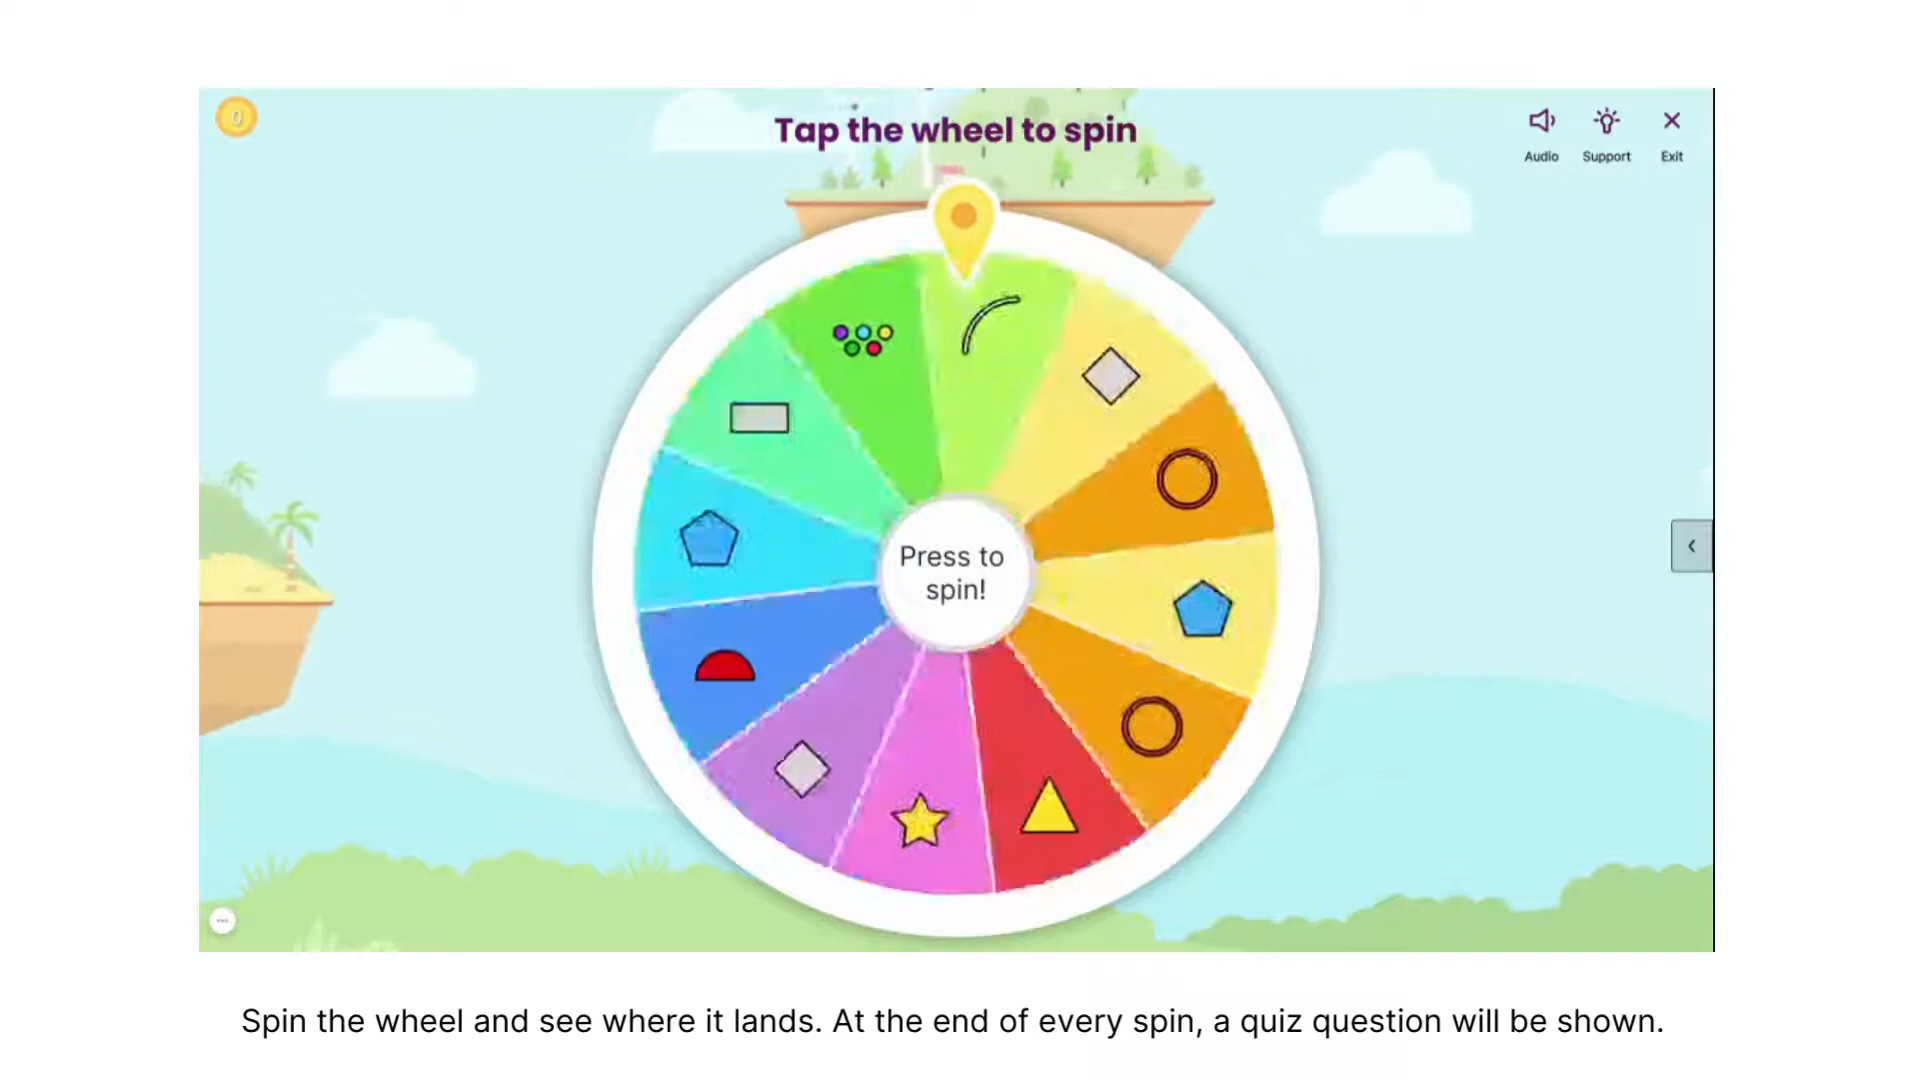 0
Tap the wheel to spin
Audio
Support
Exit
Press to
spin!
Spin the wheel and see where it lands. At the end of every spin, a quiz question will be shown.